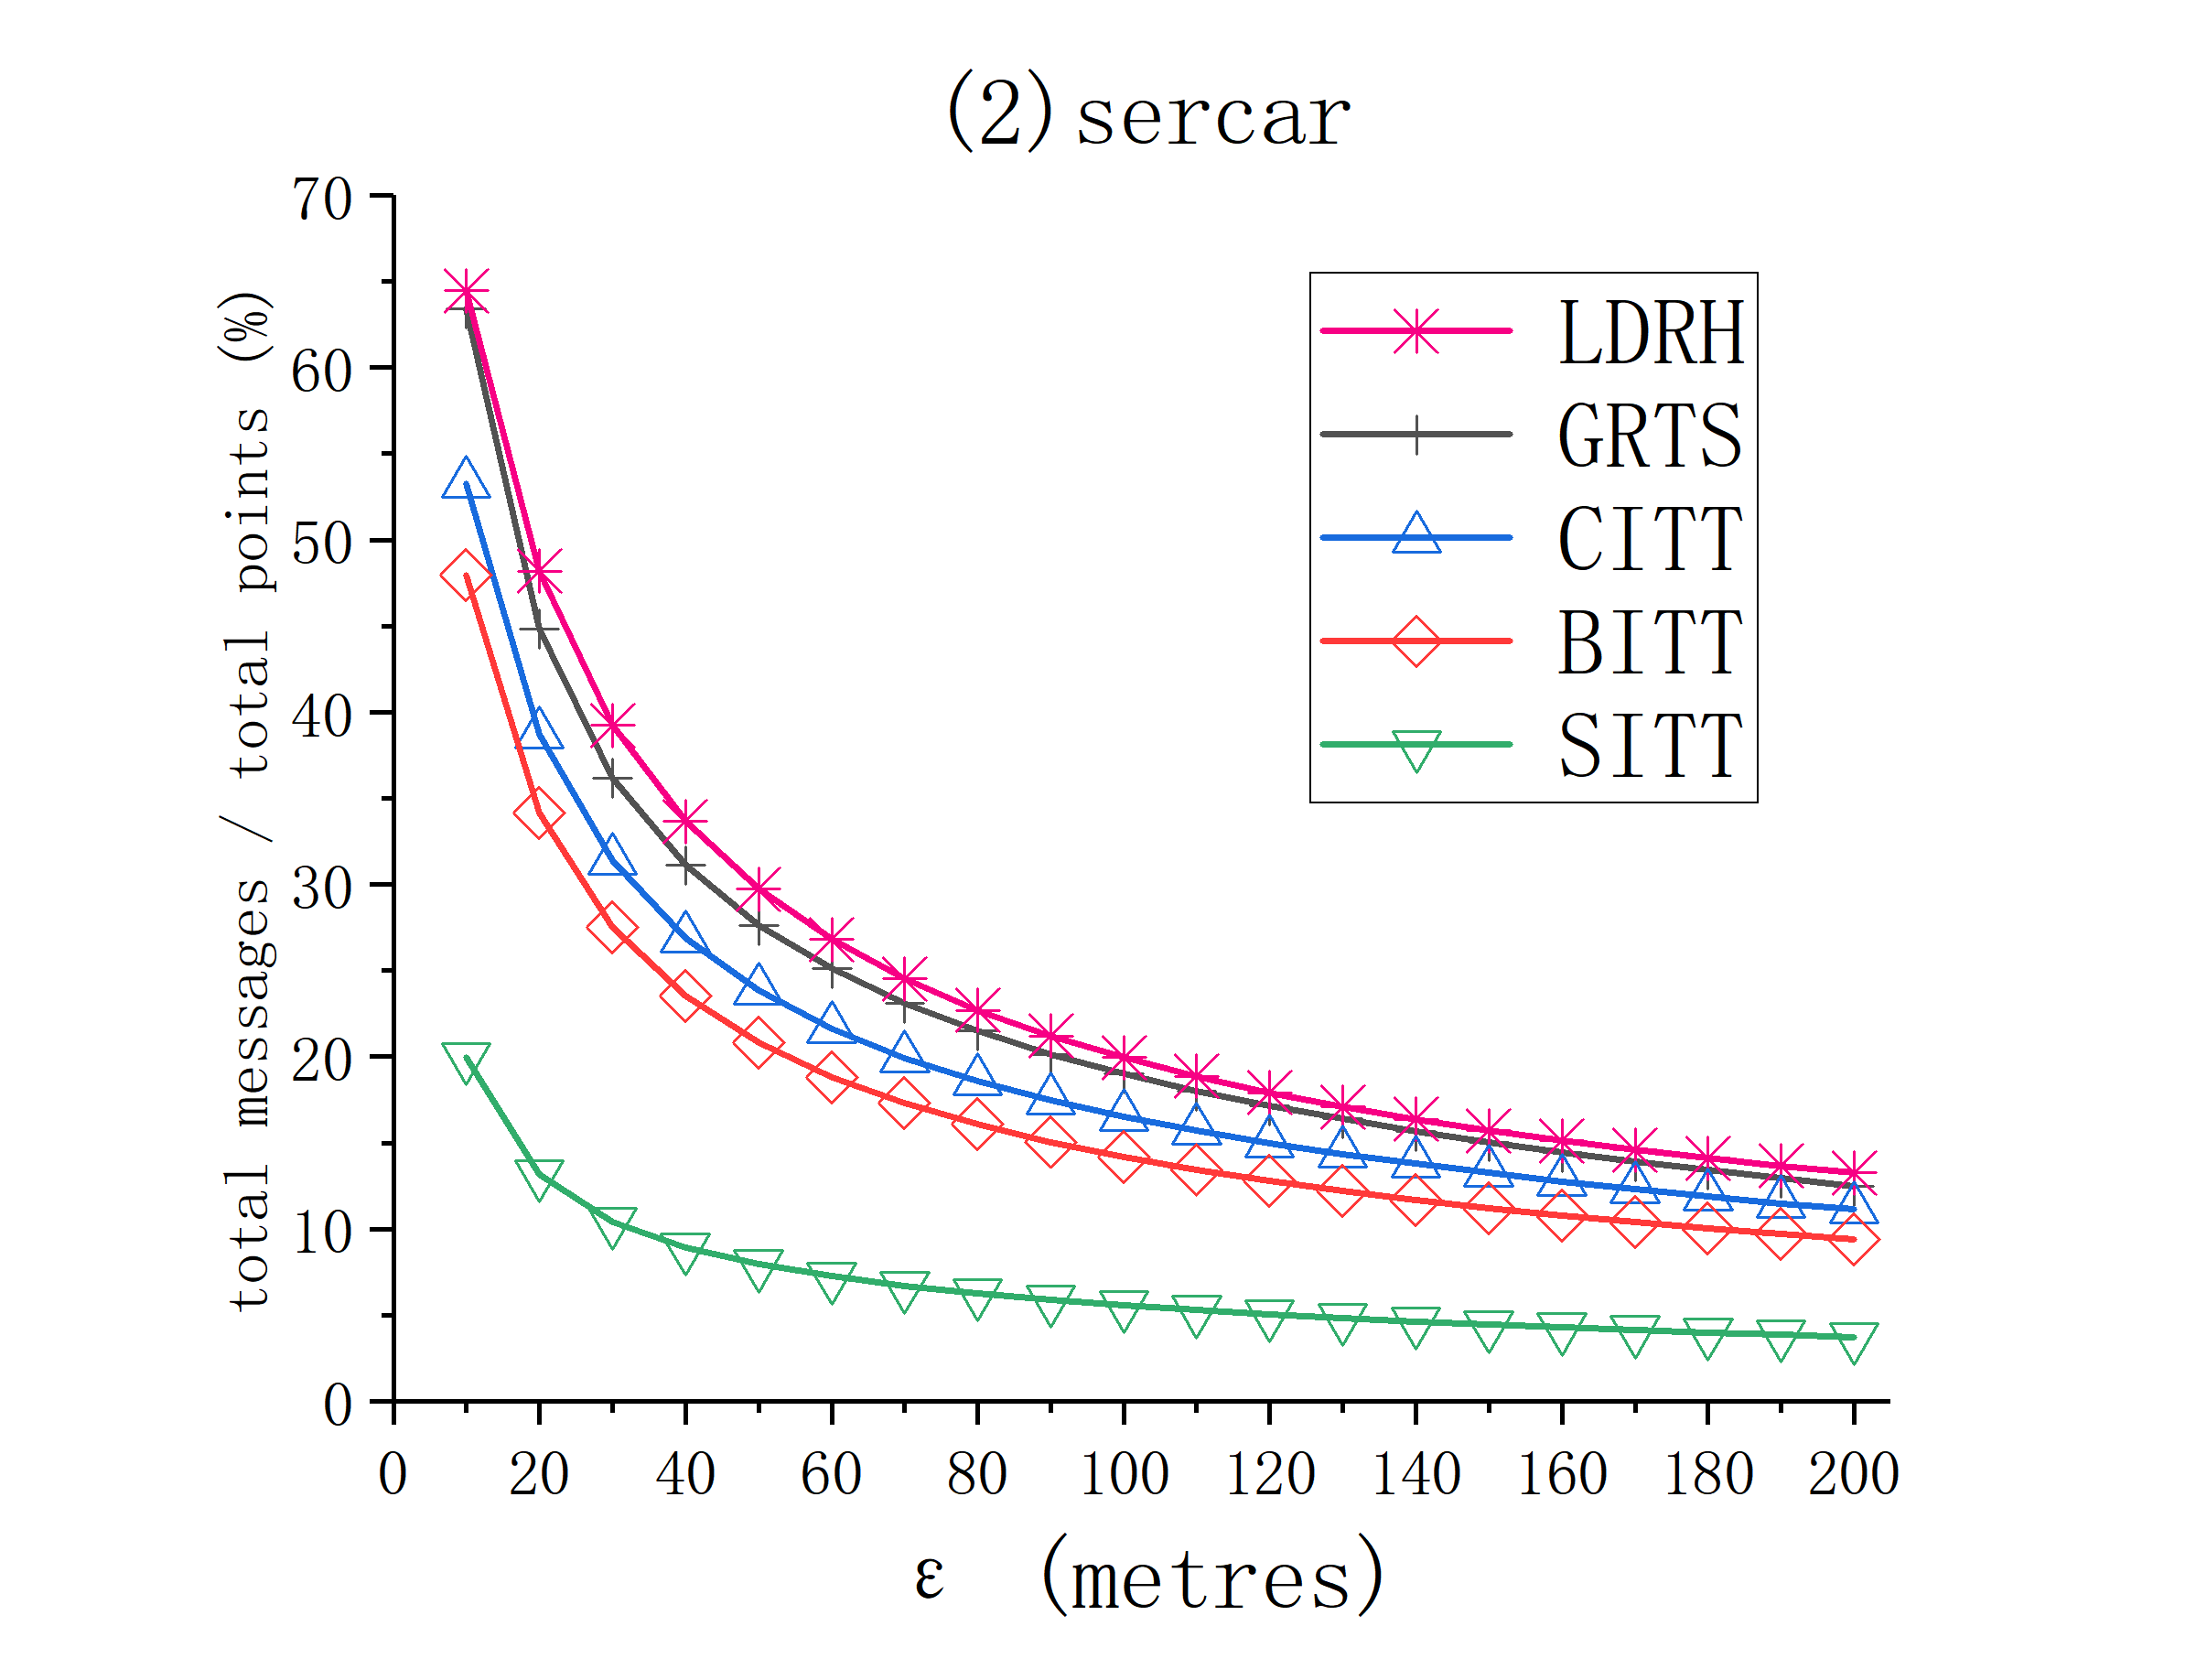 (2)sercar
total messages / total points (%)
70
60
50
40
30
20
10
0
0 20 40 60 80 100 120 140 160 180 200
ε (metres)
LDRH
GRTS
CITT
BITT
SITT